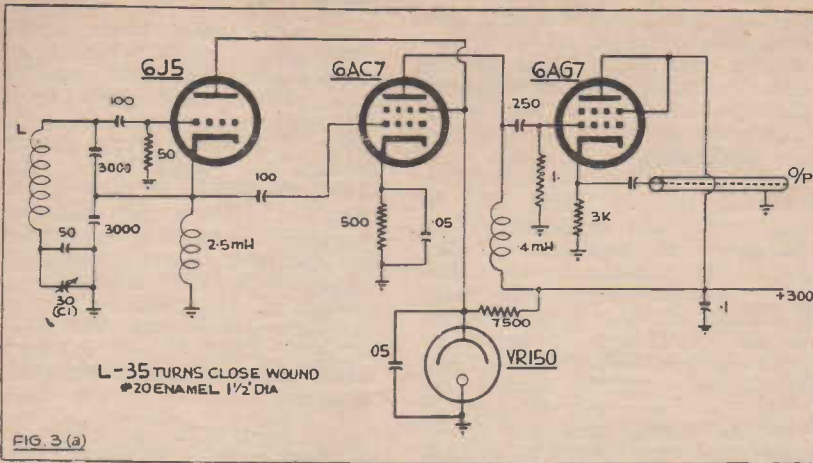 6J5
6AC7
6AG7
100
L
50
3000
3000
50
30
(C1)
2·5mH
100
500
.05
250
1·
3K
O/P
·4mH
7500
+300
·1
05
VR150
L-35 TURNS CLOSE WOUND
#20 ENAMEL 1½" DIA
FIG. 3 (a)